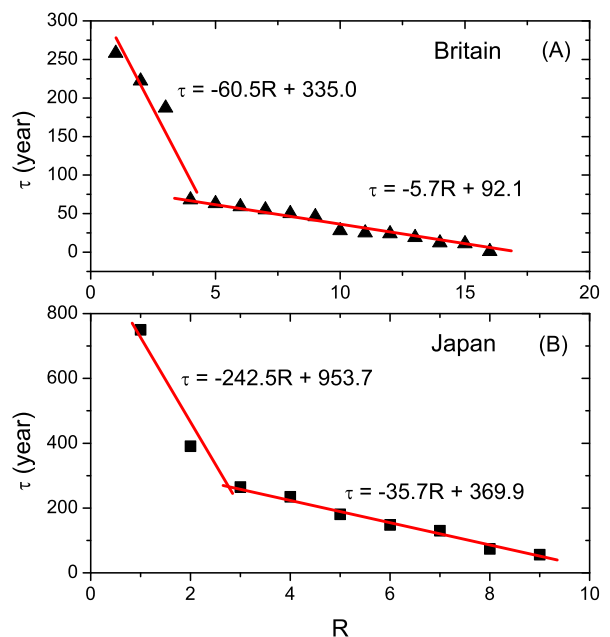 300
250
200
150
100
50
0
τ (year)
Britain (A)
τ = -60.5R + 335.0
τ = -5.7R + 92.1
0 5 10 15 20
800
600
400
200
0
τ (year)
Japan (B)
τ = -242.5R + 953.7
τ = -35.7R + 369.9
0 2 4 6 8 10
R